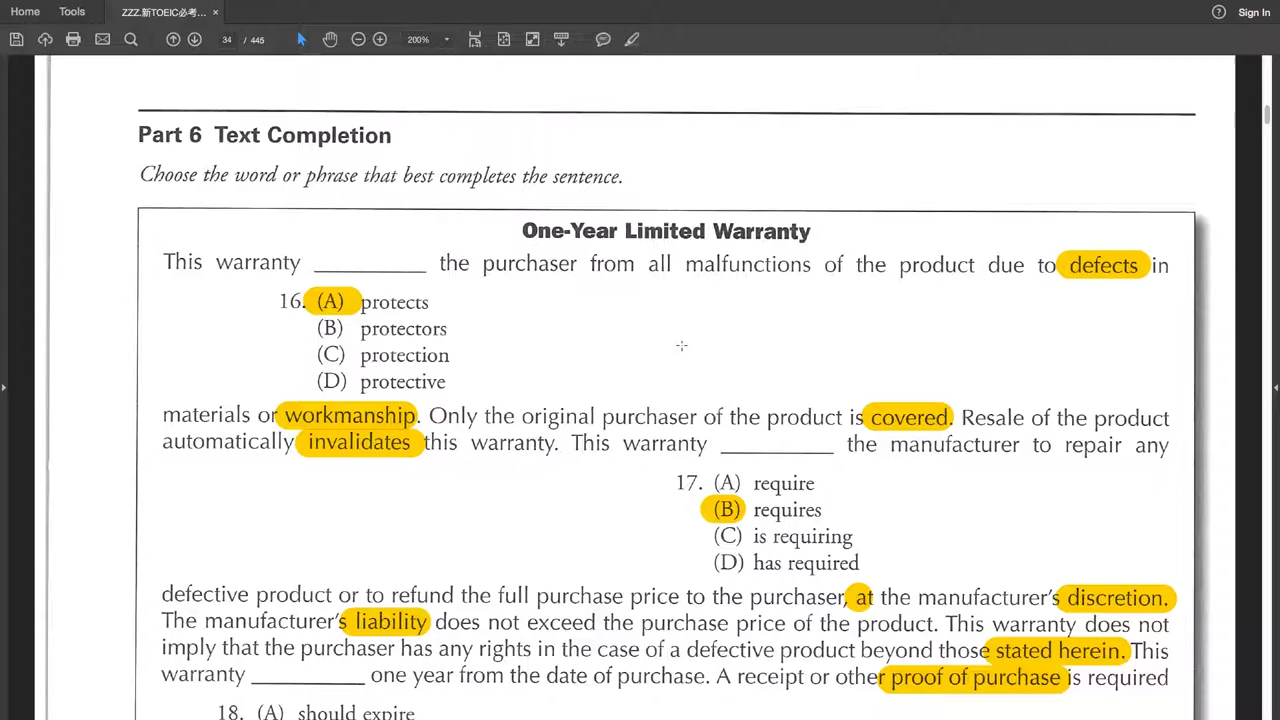 Home Tools ZZZ.新TOEIC必考... × Sign In
34 / 445 200%
Part 6 Text Completion
Choose the word or phrase that best completes the sentence.
One-Year Limited Warranty
This warranty __________ the purchaser from all malfunctions of the product due to defects in
16. (A) protects
(B) protectors
(C) protection
(D) protective
materials or workmanship. Only the original purchaser of the product is covered. Resale of the product
automatically invalidates this warranty. This warranty __________ the manufacturer to repair any
17. (A) require
(B) requires
(C) is requiring
(D) has required
defective product or to refund the full purchase price to the purchaser, at the manufacturer's discretion.
The manufacturer's liability does not exceed the purchase price of the product. This warranty does not
imply that the purchaser has any rights in the case of a defective product beyond those stated herein. This
warranty __________ one year from the date of purchase. A receipt or other proof of purchase is required
18. (A) should expire